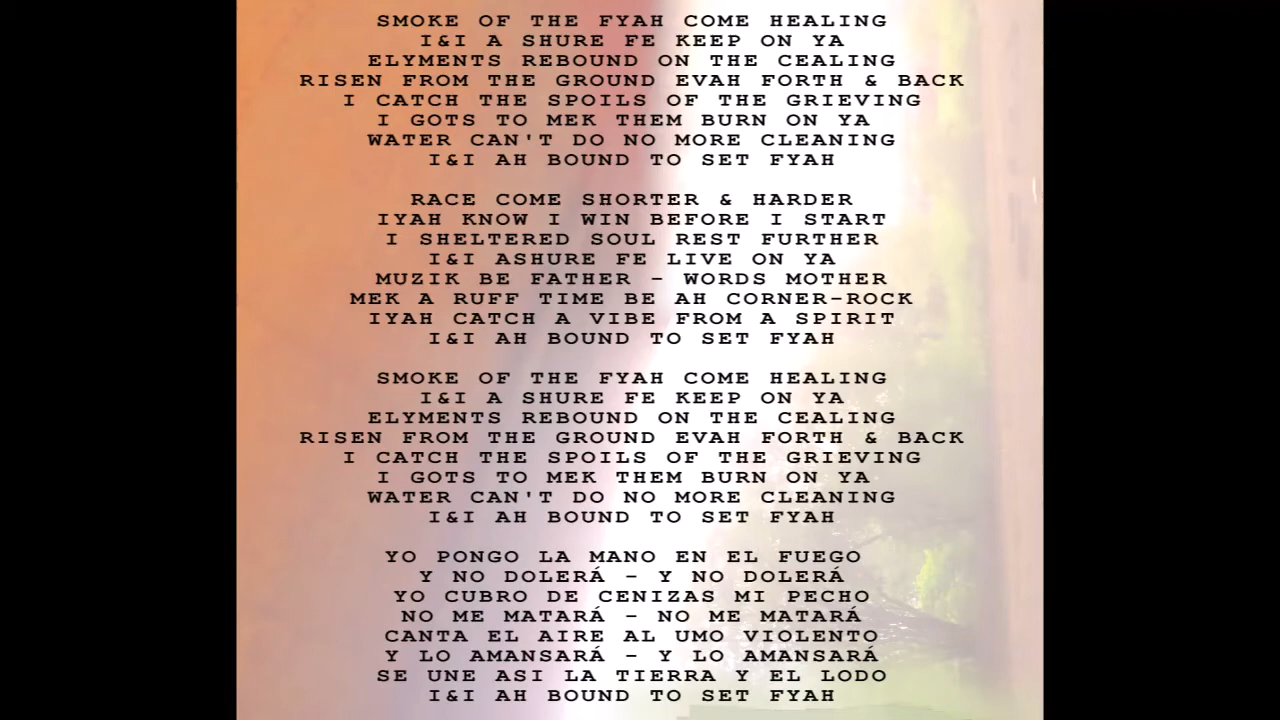 SMOKE OF THE FYAH COME HEALING
I&I A SHURE FE KEEP ON YA
ELYMENTS REBOUND ON THE CEALING
RISEN FROM THE GROUND EVAH FORTH & BACK
I CATCH THE SPOILS OF THE GRIEVING
I GOTS TO MEK THEM BURN ON YA
WATER CAN'T DO NO MORE CLEANING
I&I AH BOUND TO SET FYAH
RACE COME SHORTER & HARDER
IYAH KNOW I WIN BEFORE I START
I SHELTERED SOUL REST FURTHER
I&I ASHURE FE LIVE ON YA
MUZIK BE FATHER - WORDS MOTHER
MEK A RUFF TIME BE AH CORNER-ROCK
IYAH CATCH A VIBE FROM A SPIRIT
I&I AH BOUND TO SET FYAH
SMOKE OF THE FYAH COME HEALING
I&I A SHURE FE KEEP ON YA
ELYMENTS REBOUND ON THE CEALING
RISEN FROM THE GROUND EVAH FORTH & BACK
I CATCH THE SPOILS OF THE GRIEVING
I GOTS TO MEK THEM BURN ON YA
WATER CAN'T DO NO MORE CLEANING
I&I AH BOUND TO SET FYAH
YO PONGO LA MANO EN EL FUEGO
Y NO DOLERÁ - Y NO DOLERÁ
YO CUBRO DE CENIZAS MI PECHO
NO ME MATARÁ - NO ME MATARÁ
CANTA EL AIRE AL UMO VIOLENTO
Y LO AMANSARÁ - Y LO AMANSARÁ
SE UNE ASI LA TIERRA Y EL LODO
I&I AH BOUND TO SET FYAH